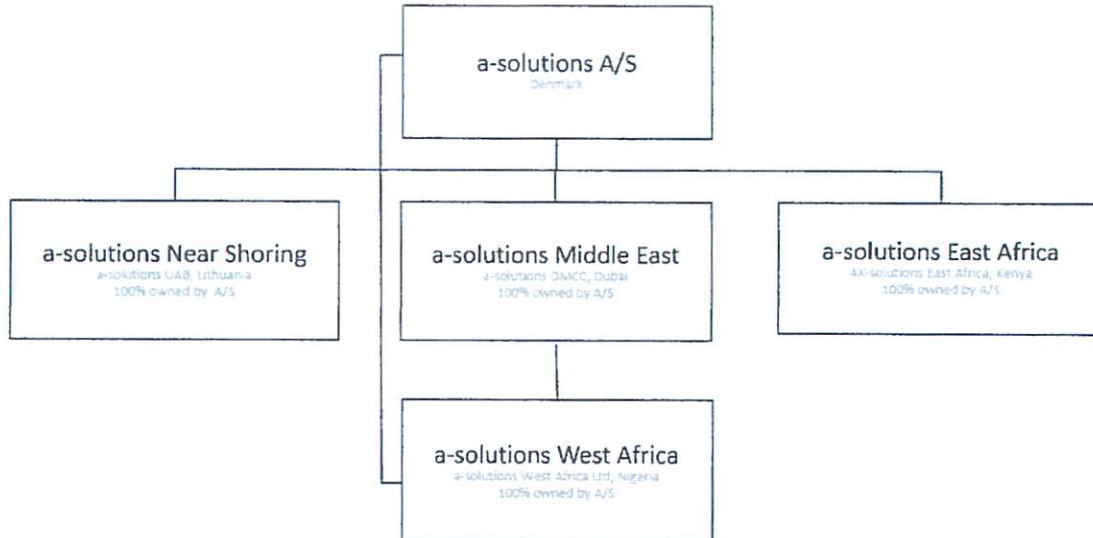 a-solutions A/S
Denmark
a-solutions Near Shoring
a-solutions UAB, Lithuania
100% owned by A/S
a-solutions Middle East
a-solutions DMCC, Dubai
100% owned by A/S
a-solutions East Africa
AX-solutions East Africa, Kenya
100% owned by A/S
a-solutions West Africa
a-solutions West Africa Ltd, Nigeria
100% owned by A/S